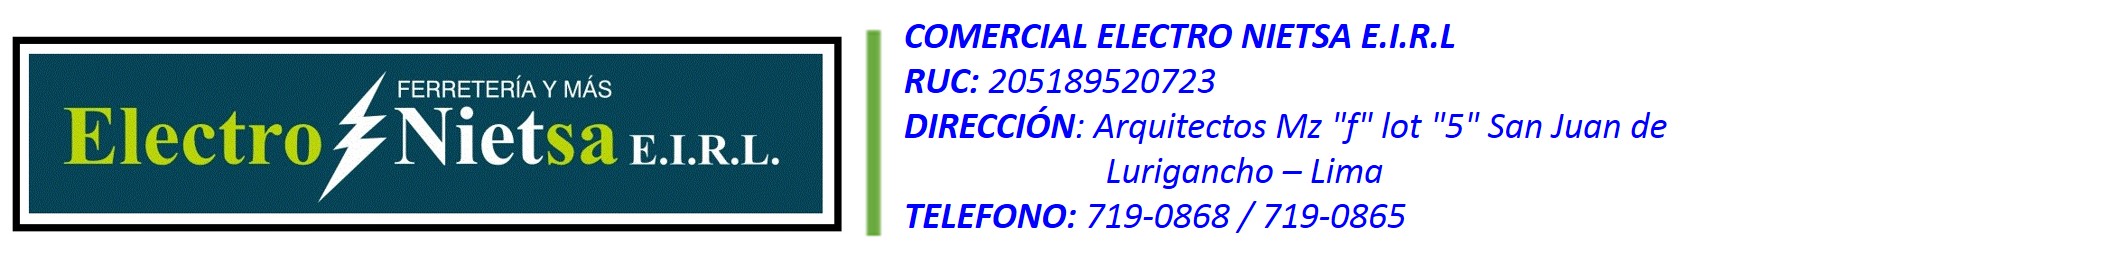 FERRETERÍA Y MÁS
Electro Nietsa E.I.R.L.
COMERCIAL ELECTRO NIETSA E.I.R.L
RUC: 205189520723
DIRECCIÓN: Arquitectos Mz "f" lot "5" San Juan de
Lurigancho – Lima
TELEFONO: 719-0868 / 719-0865